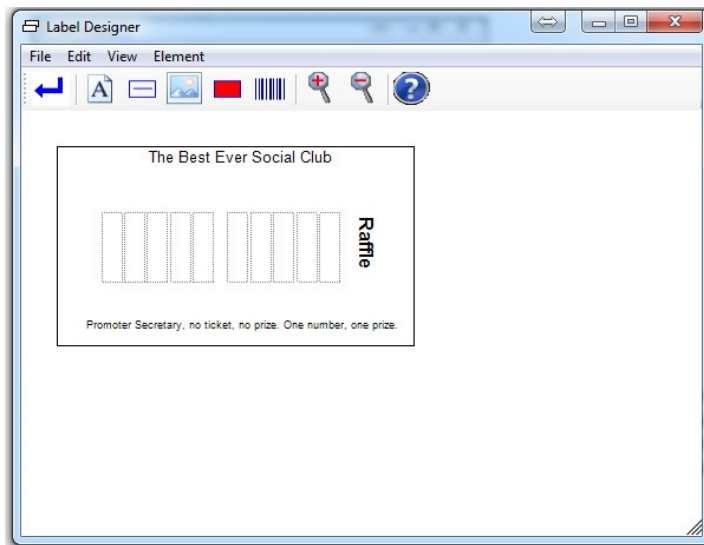 Label Designer
File Edit View Element
A
?
The Best Ever Social Club
Raffle
Promoter Secretary, no ticket, no prize. One number, one prize.